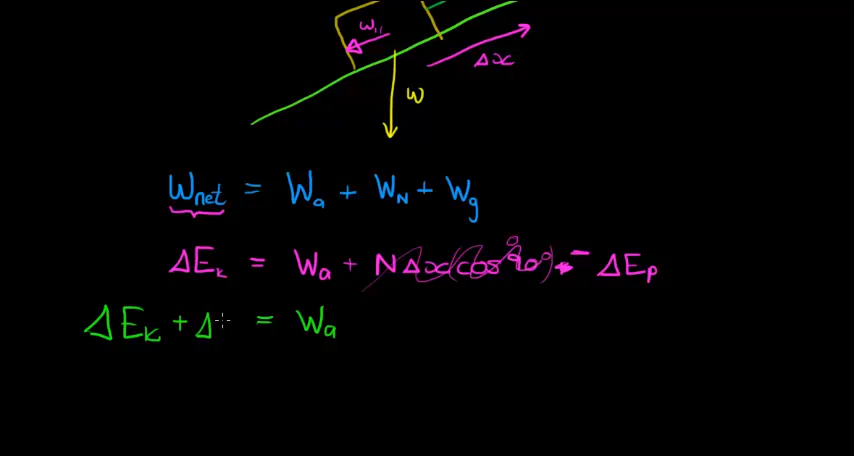 W||
Δx
W
Wnet = Wa + WN + Wg
ΔEk = Wa + NΔx(cos 90°) - ΔEp
ΔEk + Δ = Wa